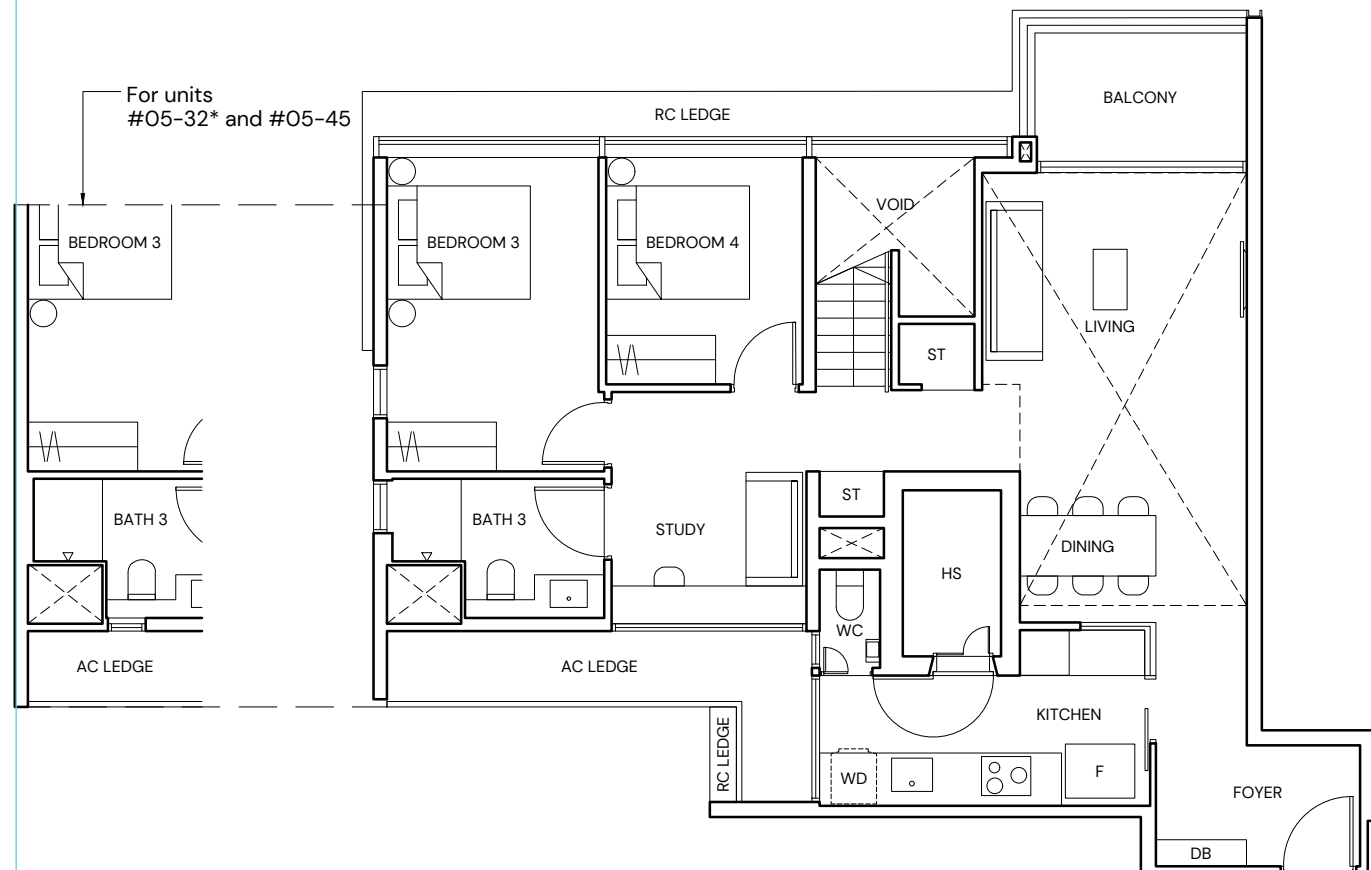 For units
#05-32* and #05-45
BALCONY
RC LEDGE
VOID
BEDROOM 3
BEDROOM 3
BEDROOM 4
LIVING
ST
ST
BATH 3
BATH 3
STUDY
DINING
HS
WC
AC LEDGE
AC LEDGE
KITCHEN
RC LEDGE
WD
F
FOYER
DB